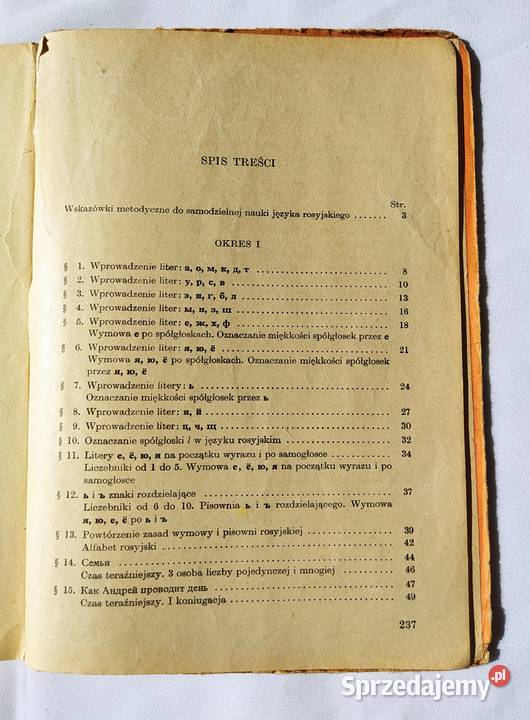 SPIS TREŚCI
Str.
Wskazówki metodyczne do samodzielnej nauki języka rosyjskiego ....... 3
OKRES I
§ 1. Wprowadzenie liter: а, о, м, к, д, т ........ 8
§ 2. Wprowadzenie liter: у, р, с, в ........ 10
§ 3. Wprowadzenie liter: э, н, г, б, л ........ 13
§ 4. Wprowadzenie liter: ы, п, з, ш ........ 16
§ 5. Wprowadzenie liter: е, ж, х, ф ........ 18
Wymowa е po spółgłoskach. Oznaczanie miękkości spółgłosek przez е
§ 6. Wprowadzenie liter: я, ю, ё ........ 21
Wymowa я, ю, ё po spółgłoskach. Oznaczanie miękkości spółgłosek
przez я, ю, ё
§ 7. Wprowadzenie litery: ь ........ 24
Oznaczanie miękkości spółgłosek przez ь
§ 8. Wprowadzenie liter: и, й ........ 27
§ 9. Wprowadzenie liter: ц, ч, щ ........ 30
§ 10. Oznaczanie spółgłoski l w języku rosyjskim ........ 32
§ 11. Litery е, ё, ю, я na początku wyrazu i po samogłosce ........ 34
Liczebniki od 1 do 5. Wymowa е, ё, ю, я na początku wyrazu i po
samogłosce
§ 12. ь i ъ znaki rozdzielające ........ 37
Liczebniki od 6 do 10. Pisownia ь i ъ rozdzielającego. Wymowa
я, ю, е, ё po ь i ъ
§ 13. Powtórzenie zasad wymowy i pisowni rosyjskiej ........ 39
Alfabet rosyjski ........ 42
§ 14. Семья ........ 44
Czas teraźniejszy. 3 osoba liczby pojedynczej i mnogiej ........ 46
§ 15. Как Андрей проводит день ........ 47
Czas teraźniejszy. I koniugacja ........ 49
237
Sprzedajemy.pl